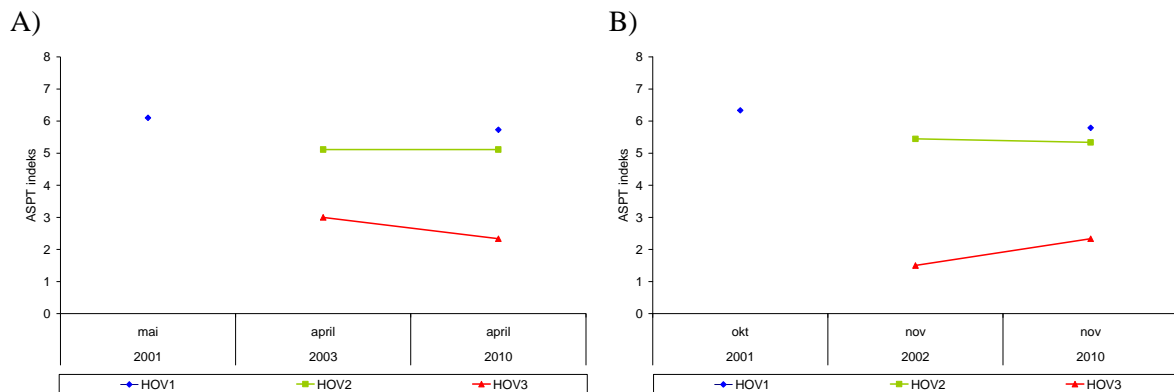 A)
8
7
6
5
4
3
2
1
0
ASPT indeks
mai april april
2001 2003 2010
HOV1 HOV2 HOV3
B)
8
7
6
5
4
3
2
1
0
ASPT indeks
okt nov nov
2001 2002 2010
HOV1 HOV2 HOV3